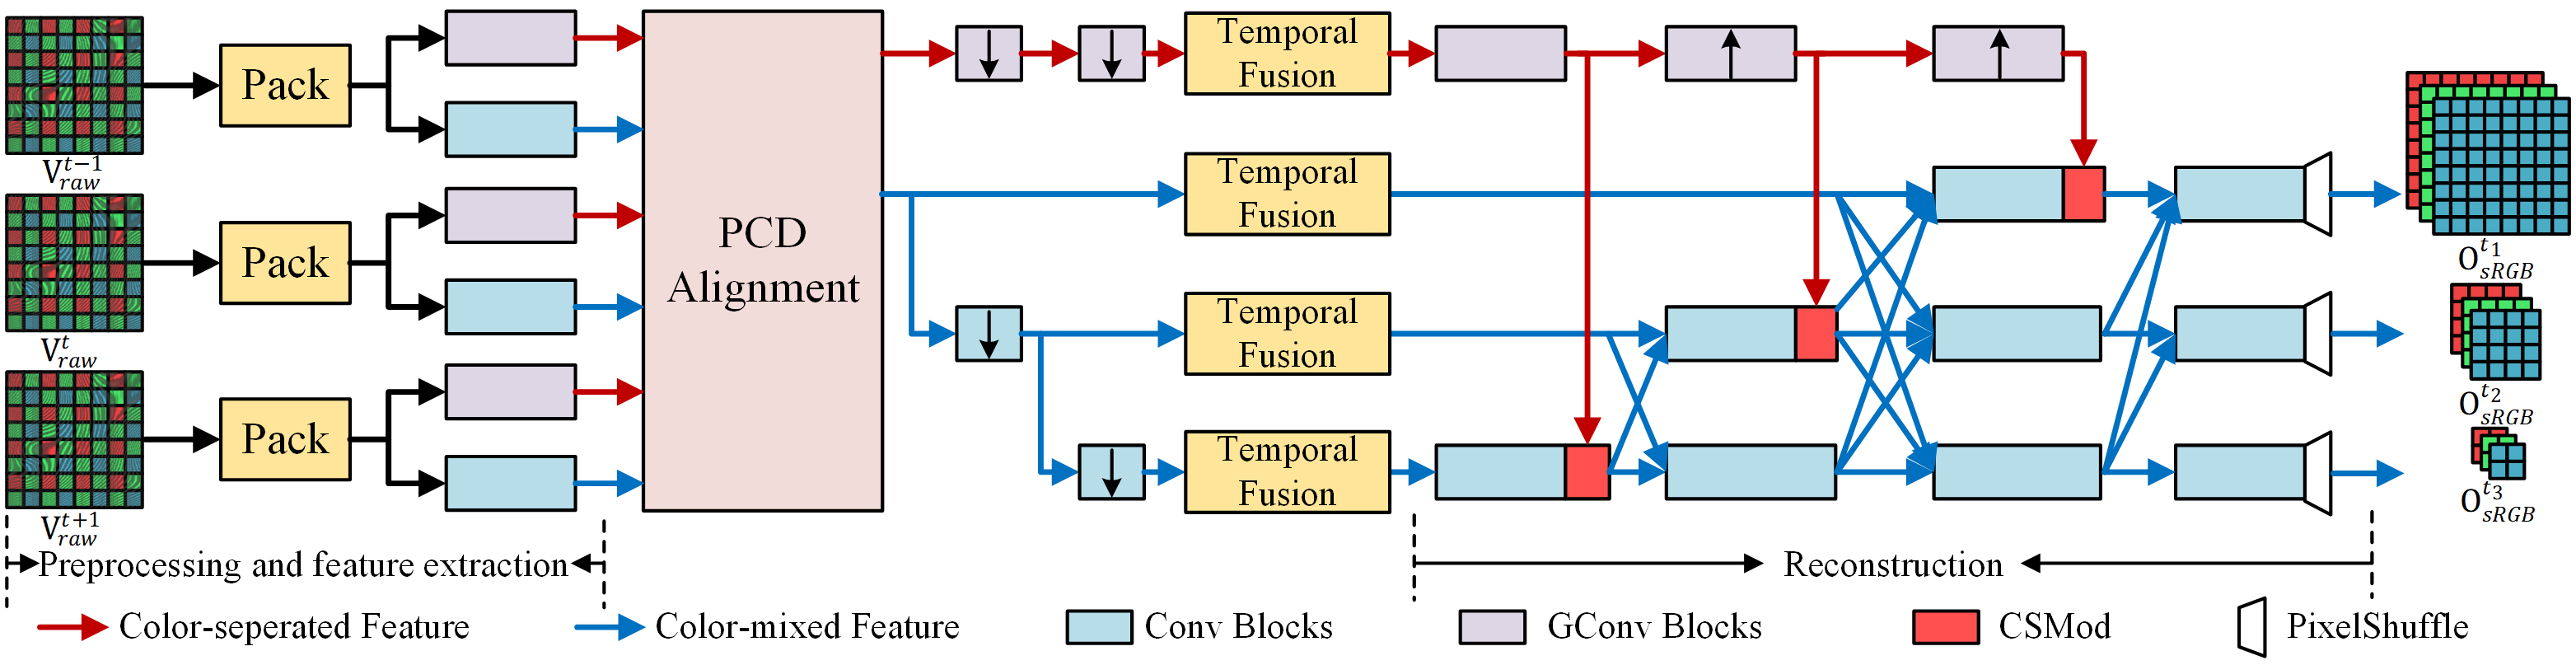 V_{raw}^{t-1}
V_{raw}^{t}
V_{raw}^{t+1}
Pack
Pack
Pack
PCD
Alignment
Temporal
Fusion
Temporal
Fusion
Temporal
Fusion
Temporal
Fusion
O_{sRGB}^{t_1}
O_{sRGB}^{t_2}
O_{sRGB}^{t_3}
Preprocessing and feature extraction
Reconstruction
Color-seperated Feature
Color-mixed Feature
Conv Blocks
GConv Blocks
CSMod
PixelShuffle